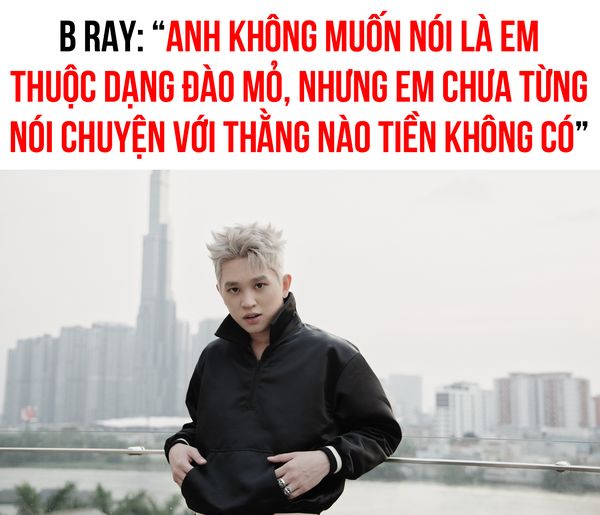 B RAY: “ANH KHÔNG MUỐN NÓI LÀ EM
THUỘC DẠNG ĐÀO MỎ, NHƯNG EM CHƯA TỪNG
NÓI CHUYỆN VỚI THẰNG NÀO TIỀN KHÔNG CÓ”